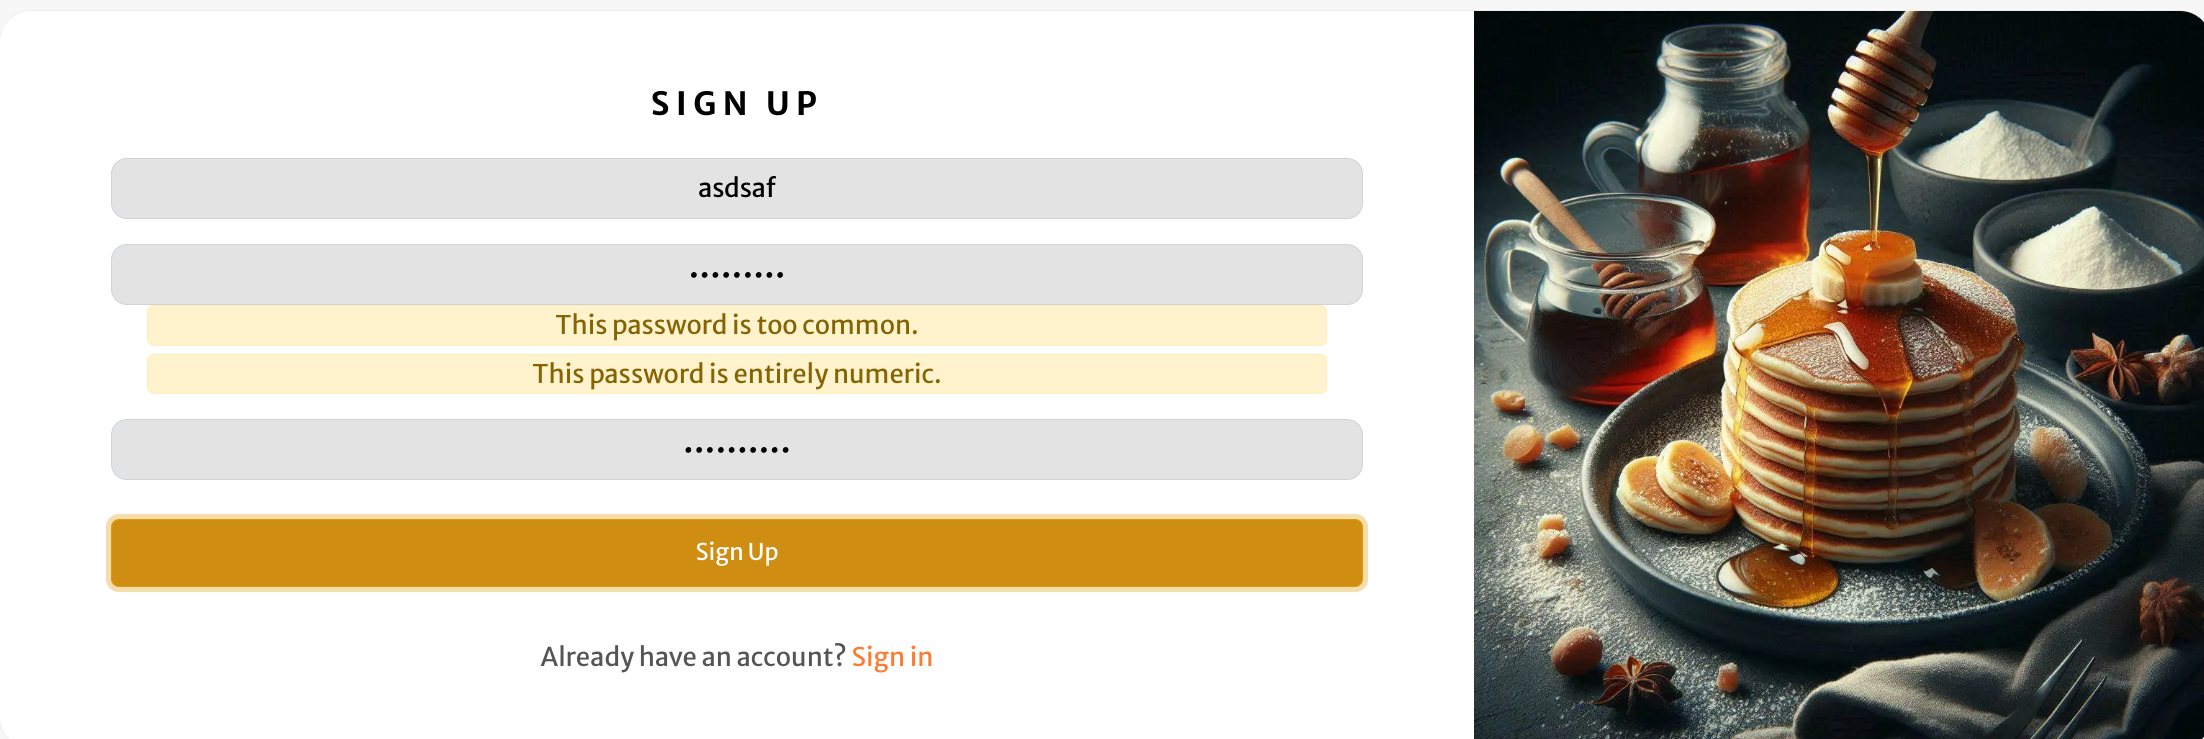 SIGN UP
asdsaf
•••••••••
This password is too common.
This password is entirely numeric.
••••••••••
Sign Up
Already have an account? Sign in